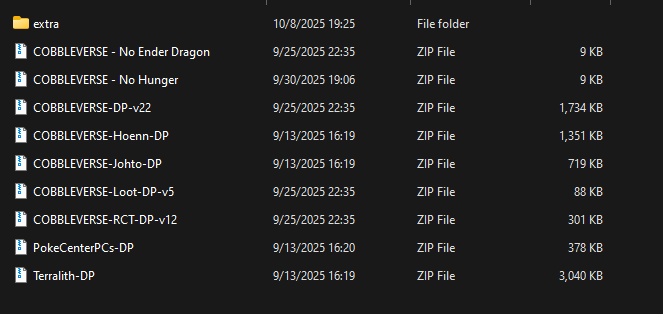 extra 10/8/2025 19:25 File folder
COBBLEVERSE - No Ender Dragon 9/25/2025 22:35 ZIP File 9 KB
COBBLEVERSE - No Hunger 9/30/2025 19:06 ZIP File 9 KB
COBBLEVERSE-DP-v22 9/25/2025 22:35 ZIP File 1,734 KB
COBBLEVERSE-Hoenn-DP 9/13/2025 16:19 ZIP File 1,351 KB
COBBLEVERSE-Johto-DP 9/13/2025 16:19 ZIP File 719 KB
COBBLEVERSE-Loot-DP-v5 9/25/2025 22:35 ZIP File 88 KB
COBBLEVERSE-RCT-DP-v12 9/25/2025 22:35 ZIP File 301 KB
PokeCenterPCs-DP 9/13/2025 16:20 ZIP File 378 KB
Terralith-DP 9/13/2025 16:19 ZIP File 3,040 KB